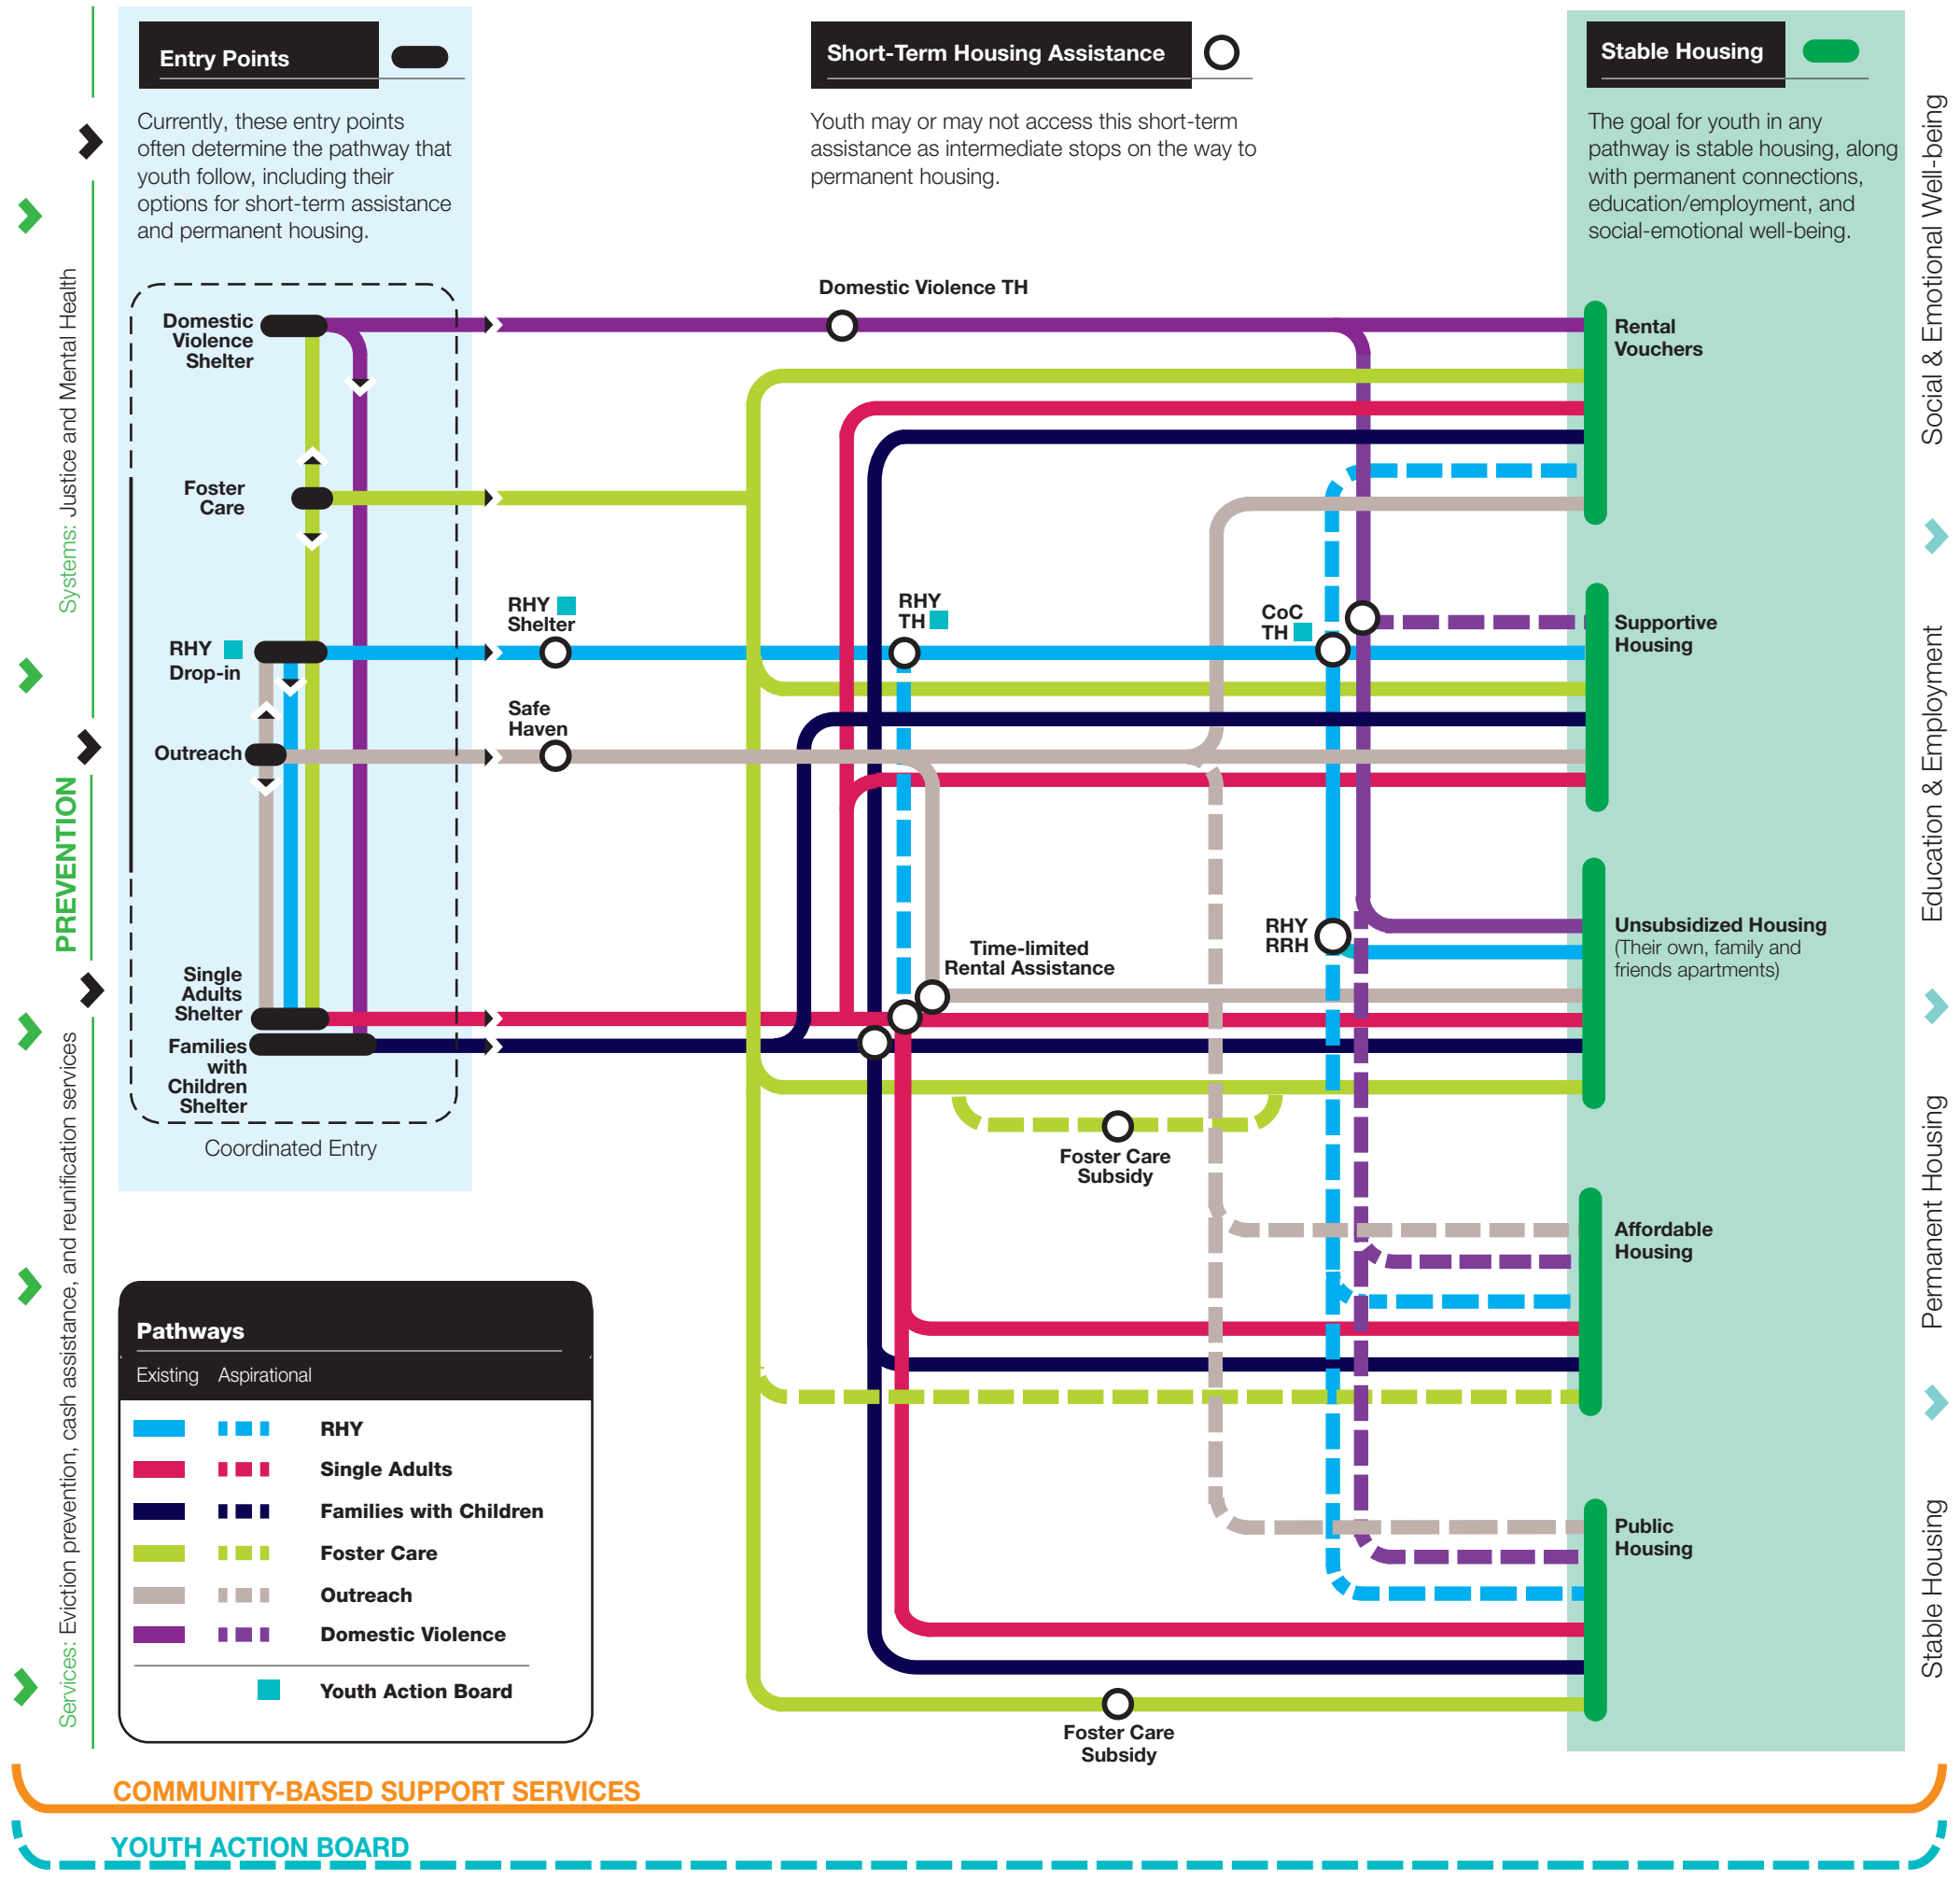 Entry Points
Currently, these entry points
often determine the pathway that
youth follow, including their
options for short-term assistance
and permanent housing.
Short-Term Housing Assistance
Youth may or may not access this short-term
assistance as intermediate stops on the way to
permanent housing.
Stable Housing
The goal for youth in any
pathway is stable housing, along
with permanent connections,
education/employment, and
social-emotional well-being.
Systems: Justice and Mental Health
PREVENTION
Services: Eviction prevention, cash assistance, and reunification services
Domestic
Violence
Shelter
Foster
Care
RHY
Drop-in
Outreach
Single
Adults
Shelter
Families
with
Children
Shelter
Coordinated Entry
Domestic Violence TH
RHY
Shelter
Safe
Haven
RHY
TH
CoC
TH
Time-limited
Rental Assistance
RHY
RRH
Foster Care
Subsidy
Foster Care
Subsidy
Rental
Vouchers
Supportive
Housing
Unsubsidized Housing
(Their own, family and
friends apartments)
Affordable
Housing
Public
Housing
Social & Emotional Well-being
Education & Employment
Permanent Housing
Stable Housing
Pathways
Existing Aspirational
RHY
Single Adults
Families with Children
Foster Care
Outreach
Domestic Violence
Youth Action Board
COMMUNITY-BASED SUPPORT SERVICES
YOUTH ACTION BOARD